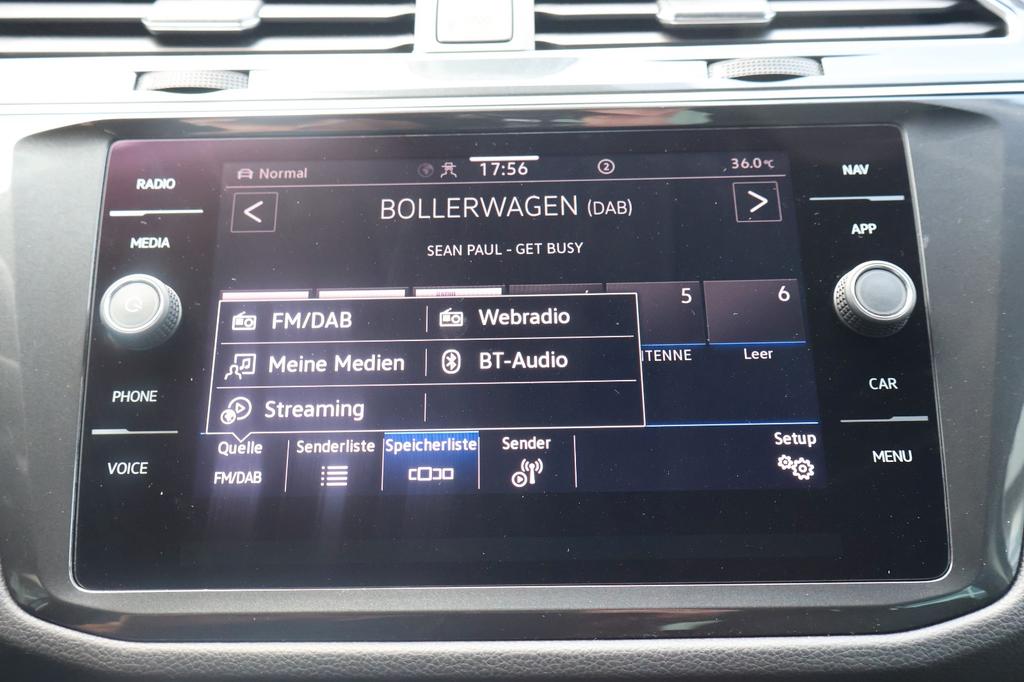 RADIO
MEDIA
PHONE
VOICE
Normal
17:56
2
36.0°C
< BOLLERWAGEN (DAB) >
SEAN PAUL - GET BUSY
5 6
TENNE Leer
FM/DAB Webradio
Meine Medien BT-Audio
Streaming
Quelle Senderliste Speicherliste Sender Setup
FM/DAB
NAV
APP
CAR
MENU